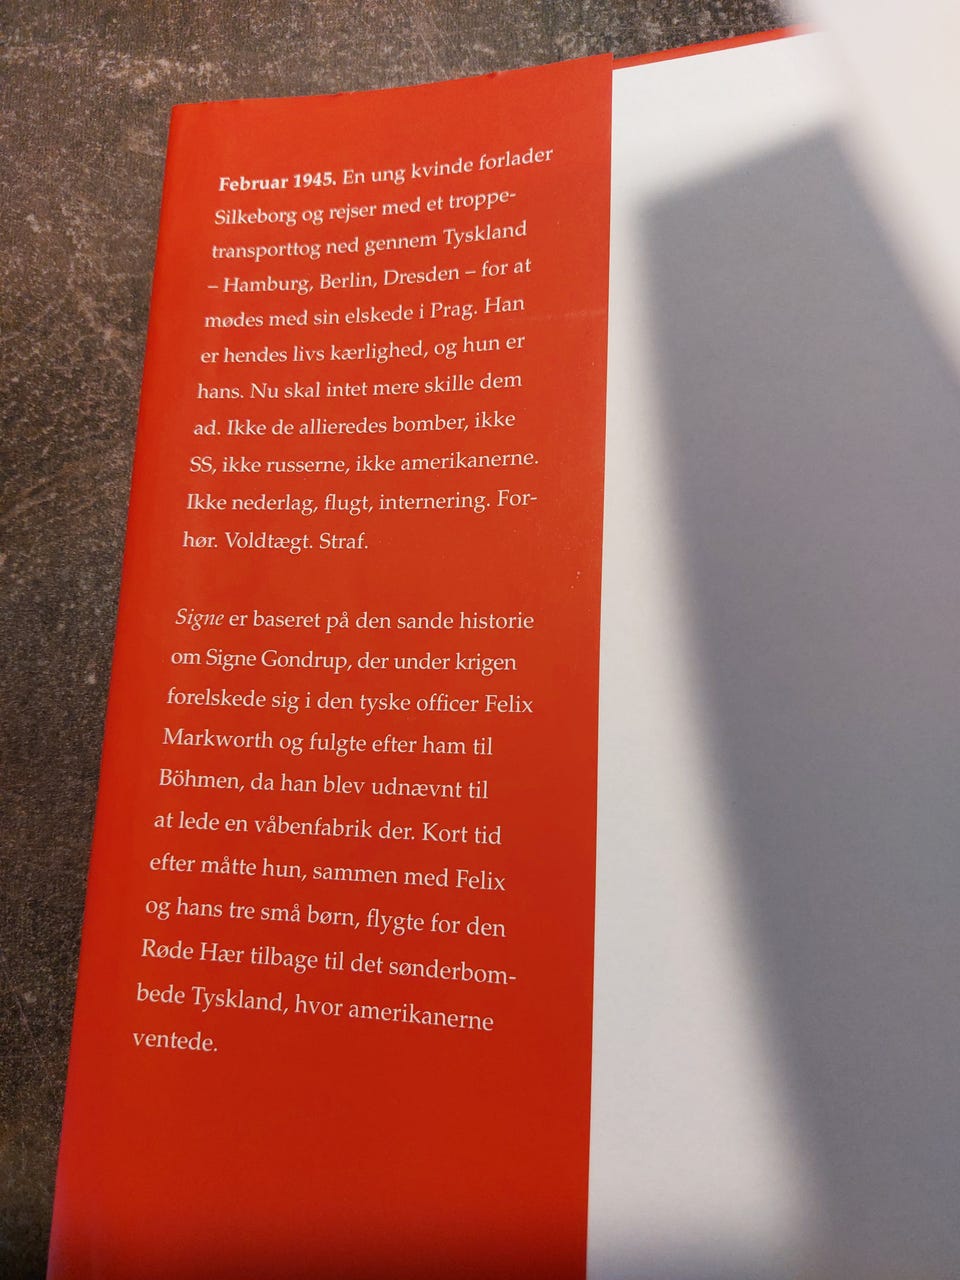 Februar 1945. En ung kvinde forlader
Silkeborg og rejser med et troppe-
transporttog ned gennem Tyskland
– Hamburg, Berlin, Dresden – for at
mødes med sin elskede i Prag. Han
er hendes livs kærlighed, og hun er
hans. Nu skal intet mere skille dem
ad. Ikke de allieredes bomber, ikke
SS, ikke russerne, ikke amerikanerne.
Ikke nederlag, flugt, internering. For-
hør. Voldtægt. Straf.
Signe er baseret på den sande historie
om Signe Gondrup, der under krigen
forelskede sig i den tyske officer Felix
Markworth og fulgte efter ham til
Böhmen, da han blev udnævnt til
at lede en våbenfabrik der. Kort tid
efter måtte hun, sammen med Felix
og hans tre små børn, flygte for den
Røde Hær tilbage til det sønderbom-
bede Tyskland, hvor amerikanerne
ventede.